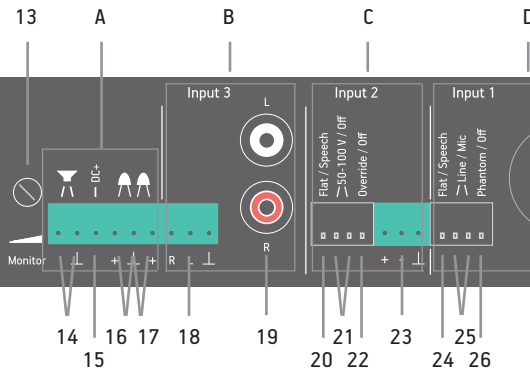 13 A B C D
Input 3 Input 2 Input 1
L
DC+
Flat / Speech
50-100 V / Off
Override / Off
Flat / Speech
Line / Mic
Phantom / Off
Monitor + + R - R + -
14 16 17 18 19 21 23 25
15 20 22 24 26